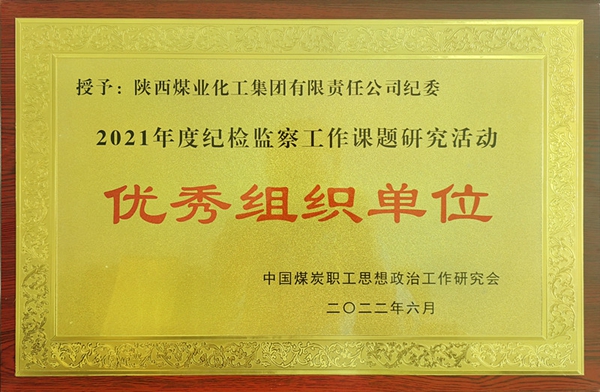 授予：陕西煤业化工集团有限责任公司纪委
2021年度纪检监察工作课题研究活动
优秀组织单位
中国煤炭职工思想政治工作研究会
二〇二二年六月